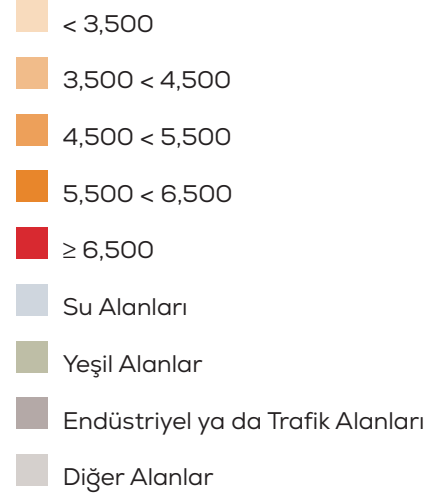 < 3,500
3,500 < 4,500
4,500 < 5,500
5,500 < 6,500
≥ 6,500
Su Alanları
Yeşil Alanlar
Endüstriyel ya da Trafik Alanları
Diğer Alanlar